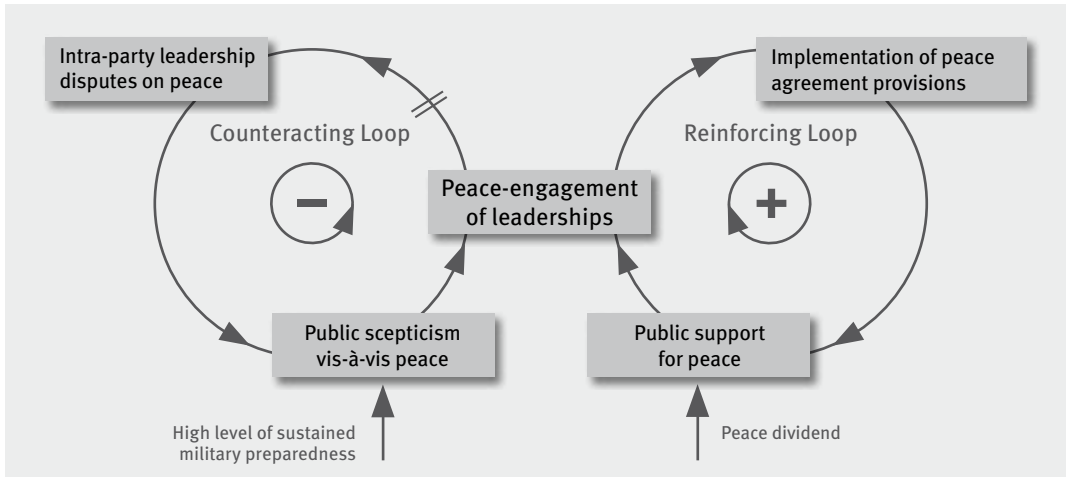 Intra-party leadership
disputes on peace
Implementation of peace
agreement provisions
Counteracting Loop
Reinforcing Loop
–
+
Peace-engagement
of leaderships
Public scepticism
vis-à-vis peace
Public support
for peace
High level of sustained
military preparedness
Peace dividend